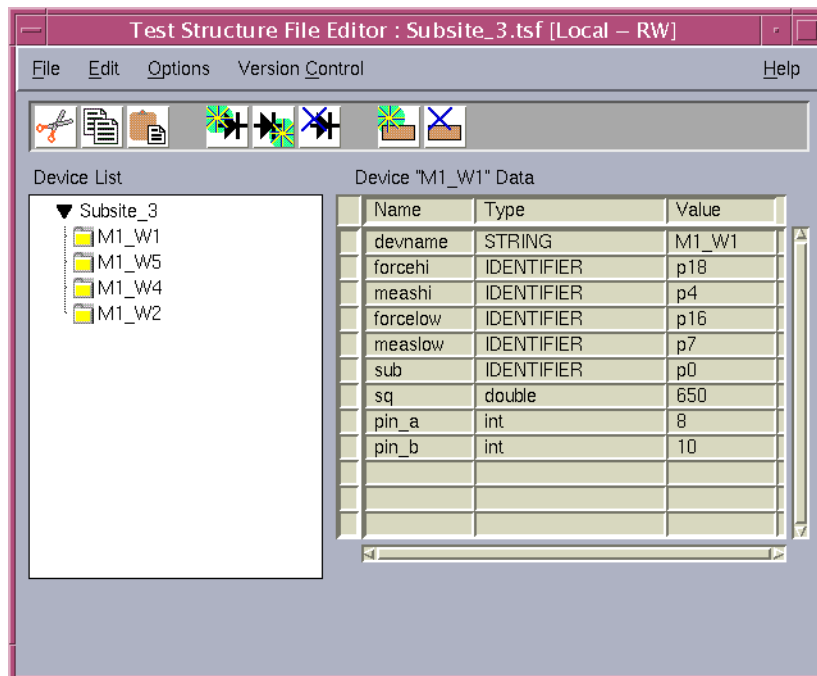 Test Structure File Editor : Subsite_3.tsf [Local – RW]
File Edit Options Version Control Help
Device List
Device "M1_W1" Data
Subsite_3
M1_W1
M1_W5
M1_W4
M1_W2
Name Type Value
devname STRING M1_W1
forcehi IDENTIFIER p18
meashi IDENTIFIER p4
forcelow IDENTIFIER p16
measlow IDENTIFIER p7
sub IDENTIFIER p0
sq double 650
pin_a int 8
pin_b int 10